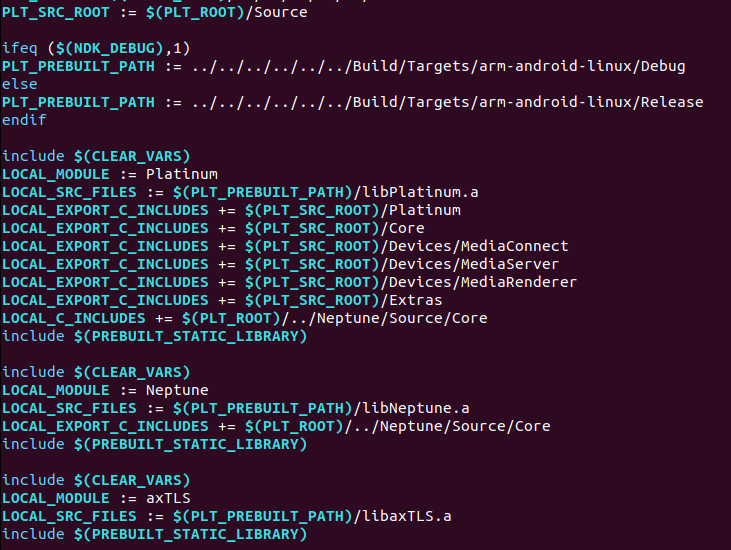 PLT_SRC_ROOT := $(PLT_ROOT)/Source
ifeq ($(NDK_DEBUG),1)
PLT_PREBUILT_PATH := ../../../../../../Build/Targets/arm-android-linux/Debug
else
PLT_PREBUILT_PATH := ../../../../../../Build/Targets/arm-android-linux/Release
endif
include $(CLEAR_VARS)
LOCAL_MODULE := Platinum
LOCAL_SRC_FILES := $(PLT_PREBUILT_PATH)/libPlatinum.a
LOCAL_EXPORT_C_INCLUDES += $(PLT_SRC_ROOT)/Platinum
LOCAL_EXPORT_C_INCLUDES += $(PLT_SRC_ROOT)/Core
LOCAL_EXPORT_C_INCLUDES += $(PLT_SRC_ROOT)/Devices/MediaConnect
LOCAL_EXPORT_C_INCLUDES += $(PLT_SRC_ROOT)/Devices/MediaServer
LOCAL_EXPORT_C_INCLUDES += $(PLT_SRC_ROOT)/Devices/MediaRenderer
LOCAL_EXPORT_C_INCLUDES += $(PLT_SRC_ROOT)/Extras
LOCAL_C_INCLUDES += $(PLT_ROOT)/../Neptune/Source/Core
include $(PREBUILT_STATIC_LIBRARY)
include $(CLEAR_VARS)
LOCAL_MODULE := Neptune
LOCAL_SRC_FILES := $(PLT_PREBUILT_PATH)/libNeptune.a
LOCAL_EXPORT_C_INCLUDES += $(PLT_ROOT)/../Neptune/Source/Core
include $(PREBUILT_STATIC_LIBRARY)
include $(CLEAR_VARS)
LOCAL_MODULE := axTLS
LOCAL_SRC_FILES := $(PLT_PREBUILT_PATH)/libaxTLS.a
include $(PREBUILT_STATIC_LIBRARY)